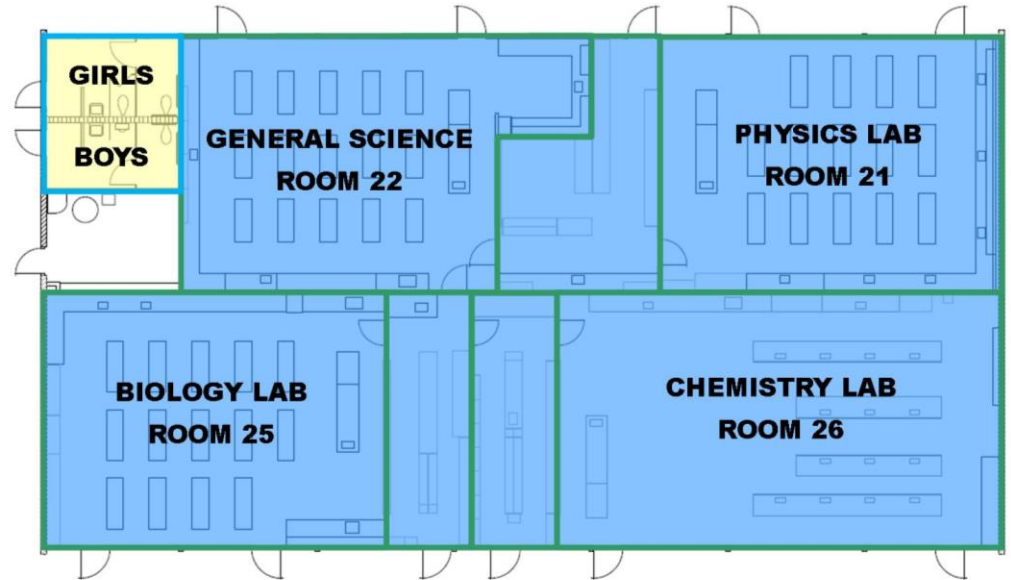 GIRLS
BOYS
GENERAL SCIENCE
ROOM 22
PHYSICS LAB
ROOM 21
BIOLOGY LAB
ROOM 25
CHEMISTRY LAB
ROOM 26